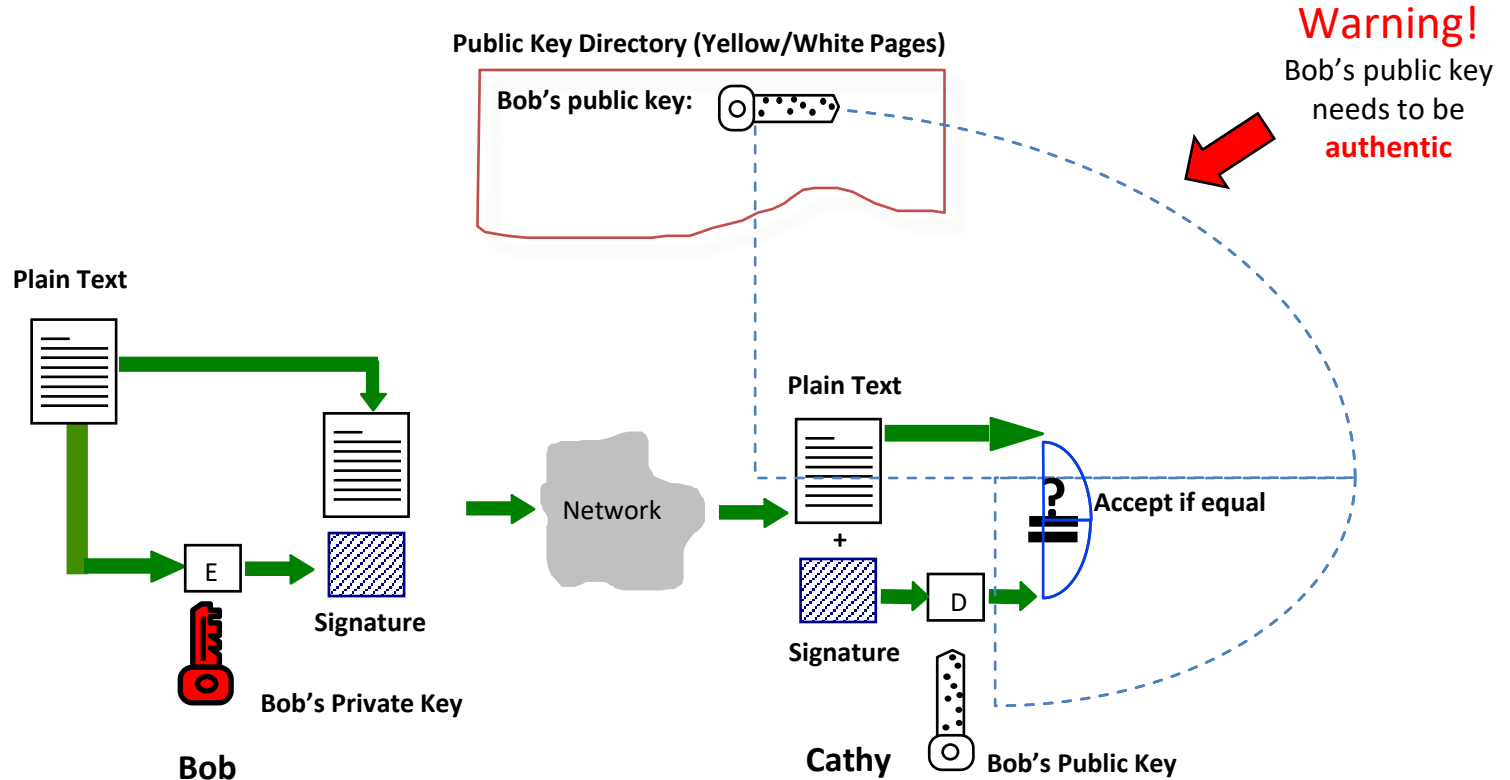 Warning!
Bob’s public key
needs to be
authentic
Public Key Directory (Yellow/White Pages)
Bob’s public key:
Plain Text
E
Signature
Bob’s Private Key
Bob
Network
Plain Text
+
Signature
D
?
=
Accept if equal
Cathy
Bob’s Public Key